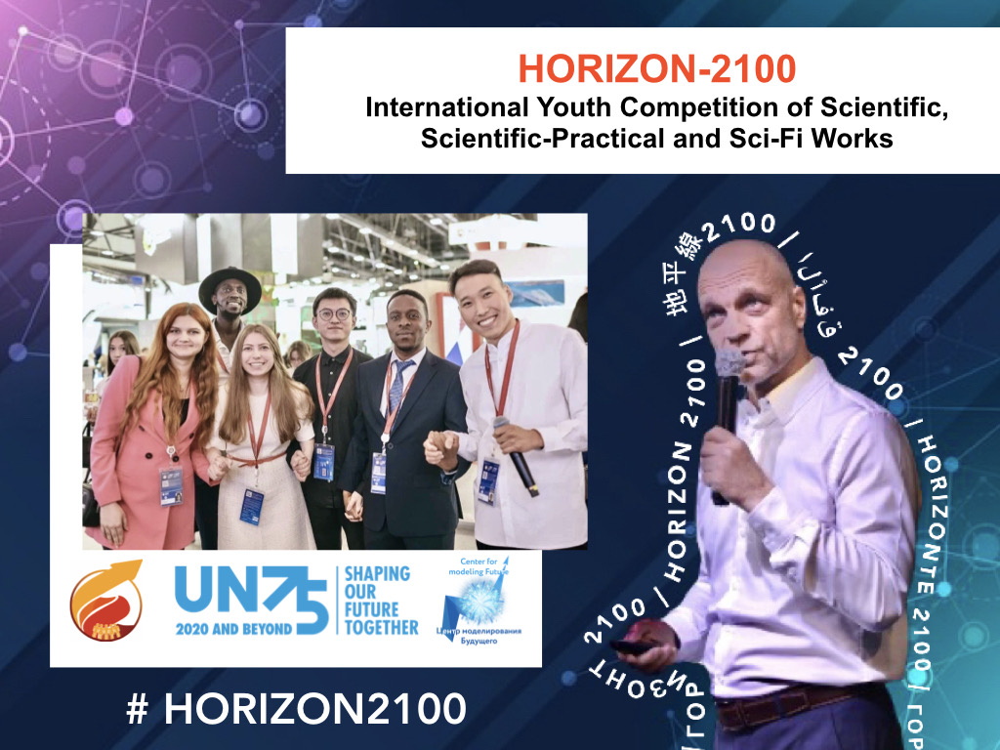 HORIZON-2100
International Youth Competition of Scientific,
Scientific-Practical and Sci-Fi Works
地平線2100 | الأفق 2100 | HORIZONTE 2100 | ГОР
ГОРИЗОНТ 2100 / HORIZON 2100 |
UN75
2020 AND BEYOND
SHAPING
OUR
FUTURE
TOGETHER
Center for
modeling Future
Центр моделирования
Будущего
# HORIZON2100